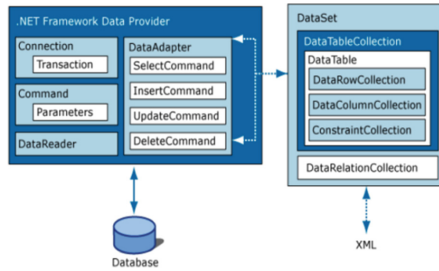 .NET Framework Data Provider
Connection
Transaction
Command
Parameters
DataReader
DataAdapter
SelectCommand
InsertCommand
UpdateCommand
DeleteCommand
DataSet
DataTableCollection
DataTable
DataRowCollection
DataColumnCollection
ConstraintCollection
DataRelationCollection
Database
XML